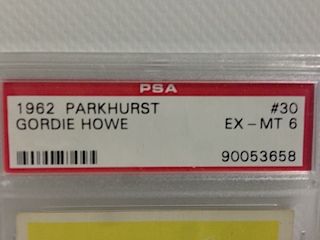 PSA
1962 PARKHURST #30
GORDIE HOWE EX-MT 6
90053658